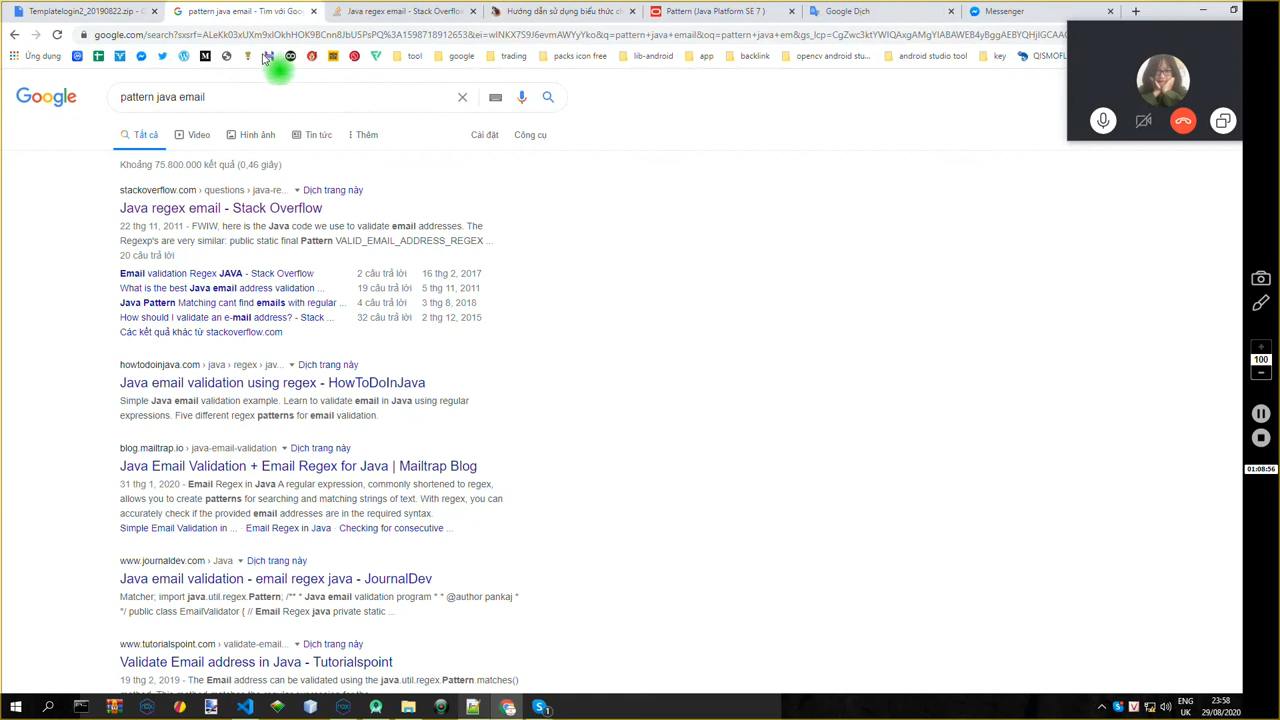 Templatelogin2_20190822.zip -
pattern java email - Tìm với Goo
Java regex email - Stack Overflow
Hướng dẫn sử dụng biểu thức ch
Pattern (Java Platform SE 7 )
Google Dịch
Messenger
Ứng dụng
tool
google
trading
packs icon free
lib-android
app
backlink
opencv android stu...
android studio tool
key
QISMOFL
Google
pattern java email
Tất cả
Video
Hình ảnh
Tin tức
Thêm
Cài đặt
Công cụ
Khoảng 75.800.000 kết quả (0,46 giây)
stackoverflow.com › questions › java-re... Dịch trang này
Java regex email - Stack Overflow
22 thg 11, 2011 - FWIW, here is the Java code we use to validate email addresses. The
Regexp's are very similar: public static final Pattern VALID_EMAIL_ADDRESS_REGEX ...
20 câu trả lời
Email validation Regex JAVA - Stack Overflow 2 câu trả lời 16 thg 2, 2017
What is the best Java email address validation ... 19 câu trả lời 5 thg 11, 2011
Java Pattern Matching cant find emails with regular ... 4 câu trả lời 3 thg 8, 2018
How should I validate an e-mail address? - Stack ... 32 câu trả lời 2 thg 12, 2015
Các kết quả khác từ stackoverflow.com
howtodoinjava.com › java › regex › jav... Dịch trang này
Java email validation using regex - HowToDoInJava
Simple Java email validation example. Learn to validate email in Java using regular
expressions. Five different regex patterns for email validation.
blog.mailtrap.io › java-email-validation Dịch trang này
Java Email Validation + Email Regex for Java | Mailtrap Blog
31 thg 1, 2020 - Email Regex in Java A regular expression, commonly shortened to regex,
allows you to create patterns for searching and matching strings of text. With regex, you can
accurately check if the provided email addresses are in the required syntax.
Simple Email Validation in ... · Email Regex in Java · Checking for consecutive ...
www.journaldev.com › Java Dịch trang này
Java email validation - email regex java - JournalDev
Matcher; import java.util.regex.Pattern; /** * Java email validation program * * @author pankaj *
*/ public class EmailValidator { // Email Regex java private static ...
www.tutorialspoint.com › validate-email... Dịch trang này
Validate Email address in Java - Tutorialspoint
19 thg 2, 2019 - The Email address can be validated using the java.util.regex.Pattern.matches()
100
01:08:56
ENG
UK
23:58
29/08/2020